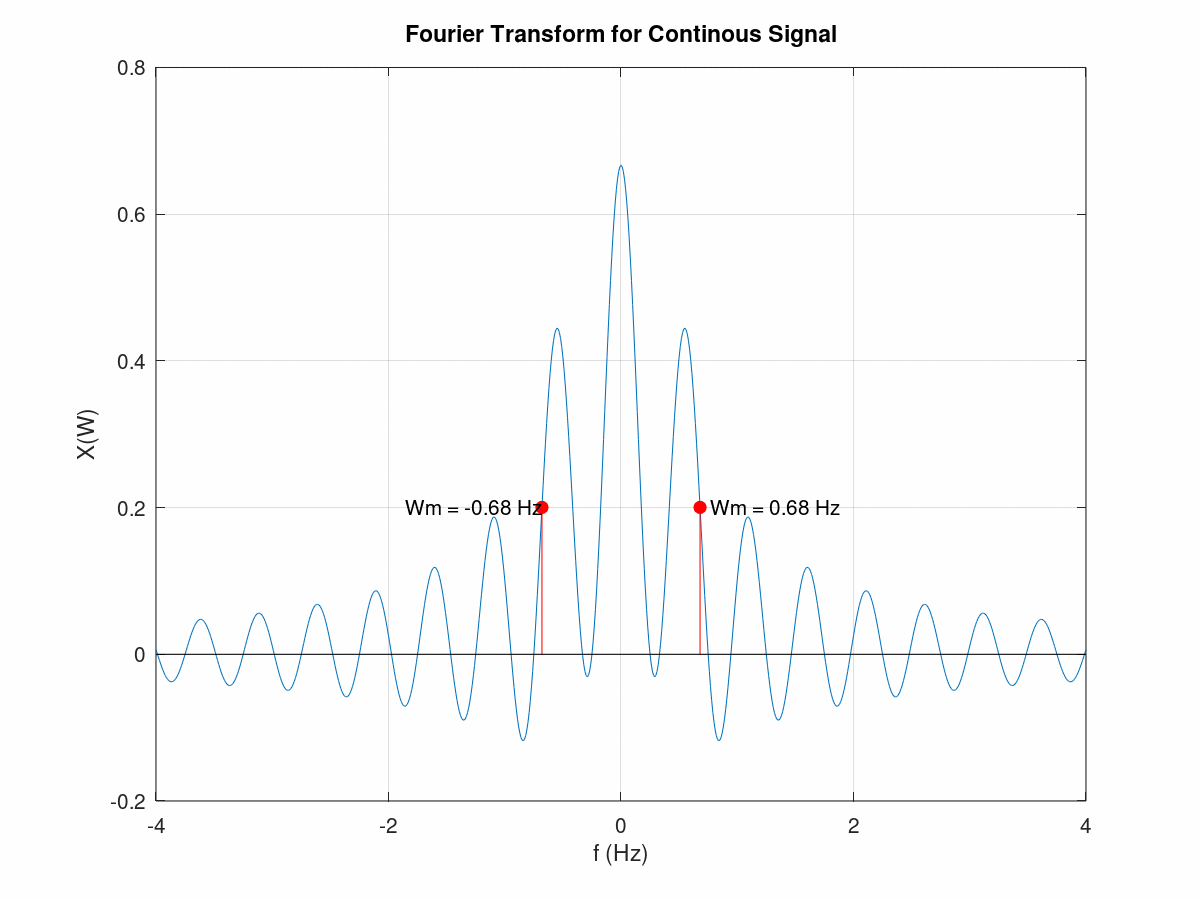 Fourier Transform for Continous Signal
0.8
0.6
0.4
0.2
0
-0.2
X(W)
Wm = -0.68 Hz
Wm = 0.68 Hz
-4
-2
0
2
4
f (Hz)